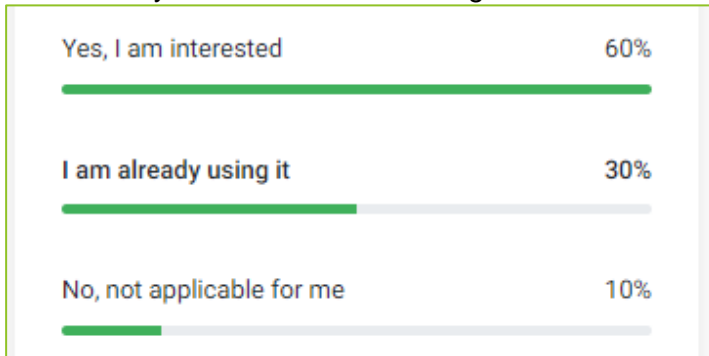 Yes, I am interested 60%
I am already using it 30%
No, not applicable for me 10%